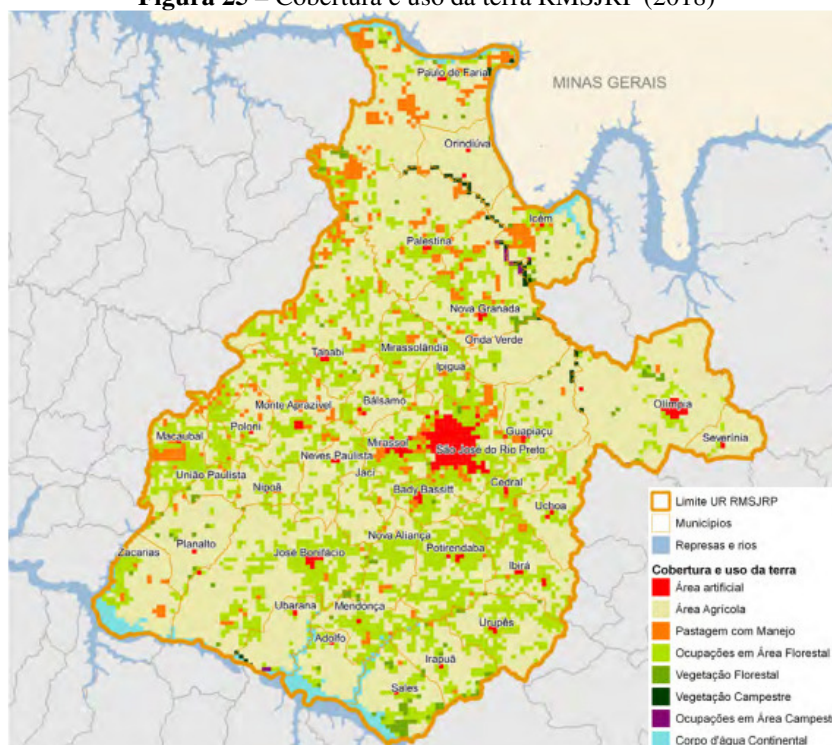 Figura 25 – Cobertura e uso da terra RMSJRP (2018)
MINAS GERAIS
Paulo de Faria
Orindiúva
Icém
Palestina
Nova Granada
Onda Verde
Tanabi
Mirassolândia
Ipiguá
Olímpia
Monte Aprazível
Bálsamo
Guapiaçu
Severínia
Macaubal
Poloni
Mirassol
São José do Rio Preto
Neves Paulista
União Paulista
Jaci
Nipoã
Bady Bassitt
Cedral
Uchoa
Nova Aliança
Planalto
Zacarias
José Bonifácio
Potirendaba
Ibirá
Ubarana
Mendonça
Adolfo
Urupês
Irapuã
Sales
Limite UR RMSJRP
Municípios
Represas e rios
Cobertura e uso da terra
Área artificial
Área Agrícola
Pastagem com Manejo
Ocupações em Área Florestal
Vegetação Florestal
Vegetação Campestre
Ocupações em Área Campest
Corpo d'água Continental